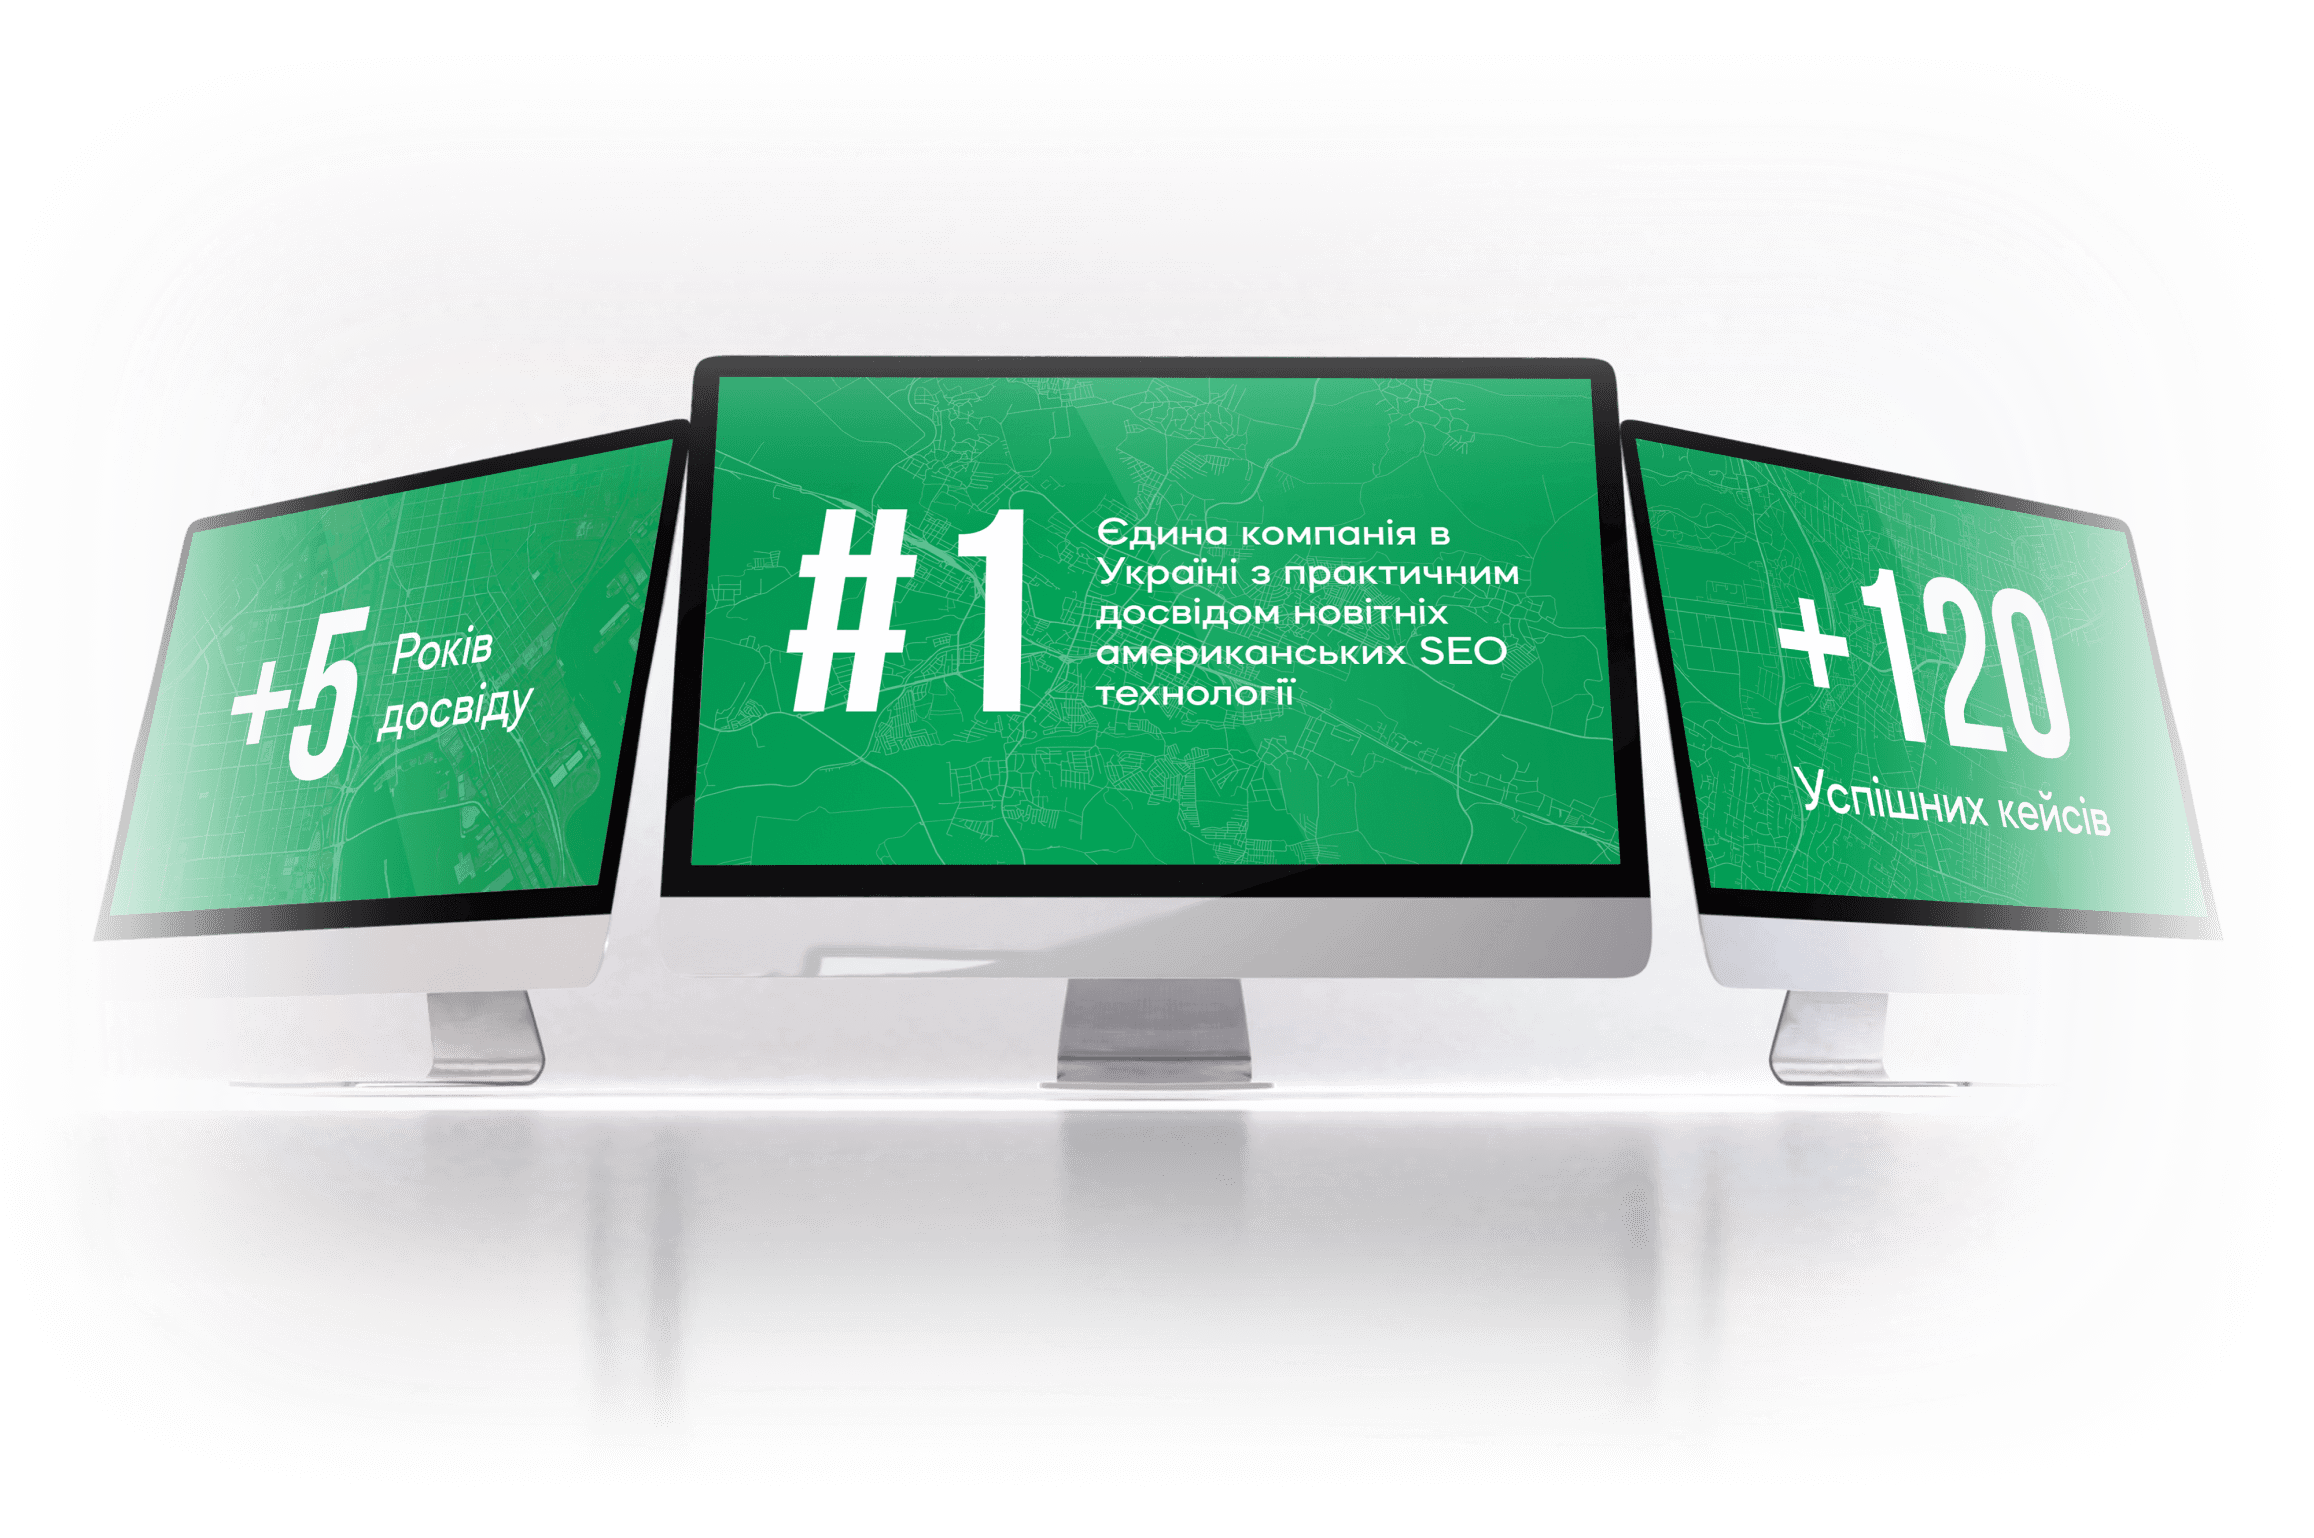 +5
Років
досвіду
#1
Єдина компанія в
Україні з практичним
досвідом новітніх
американських SEO
технології
+120
Успішних кейсів